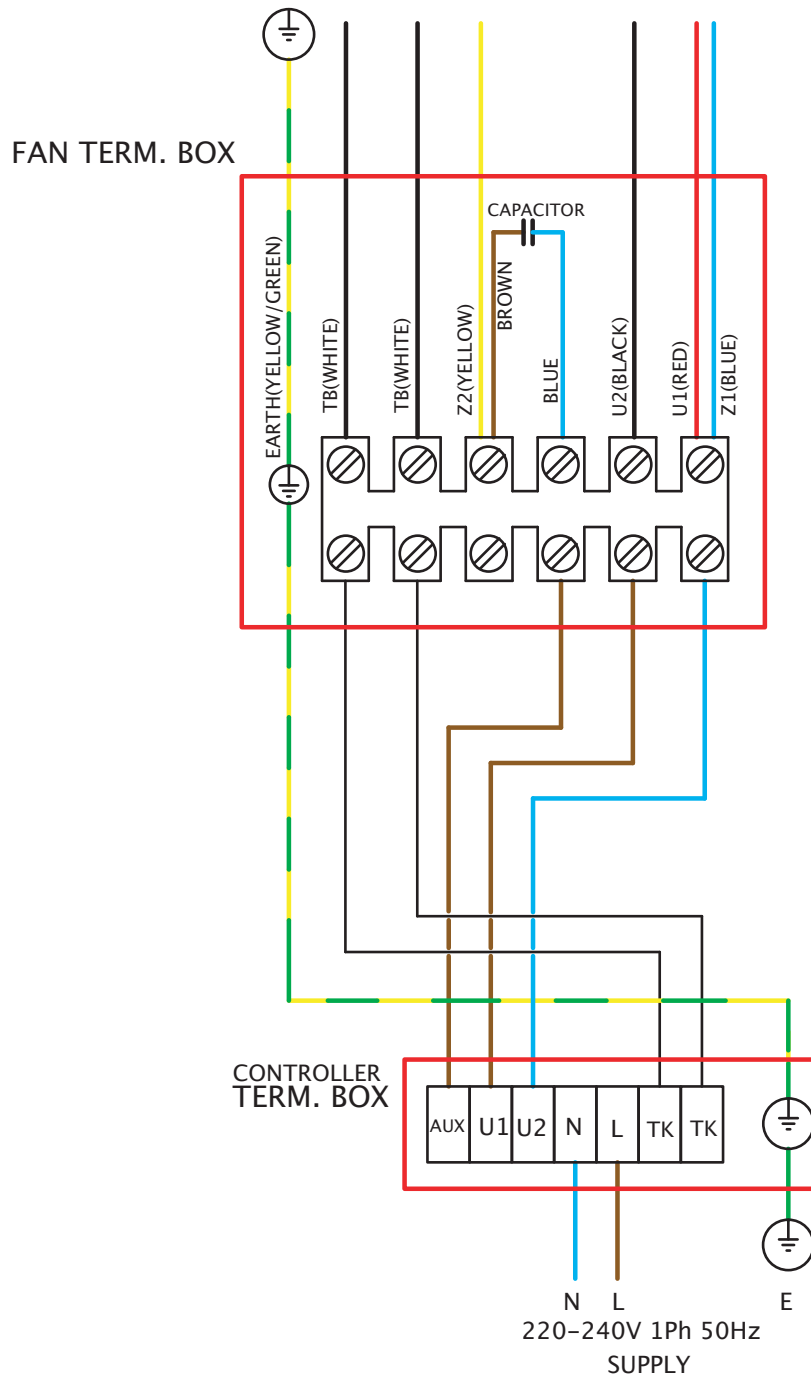 FAN TERM. BOX
CAPACITOR
EARTH(YELLOW/GREEN)
TB(WHITE)
TB(WHITE)
Z2(YELLOW)
BROWN
BLUE
U2(BLACK)
U1(RED)
Z1(BLUE)
CONTROLLER
TERM. BOX
AUX U1 U2 N L TK TK
N L E
220-240V 1Ph 50Hz
SUPPLY